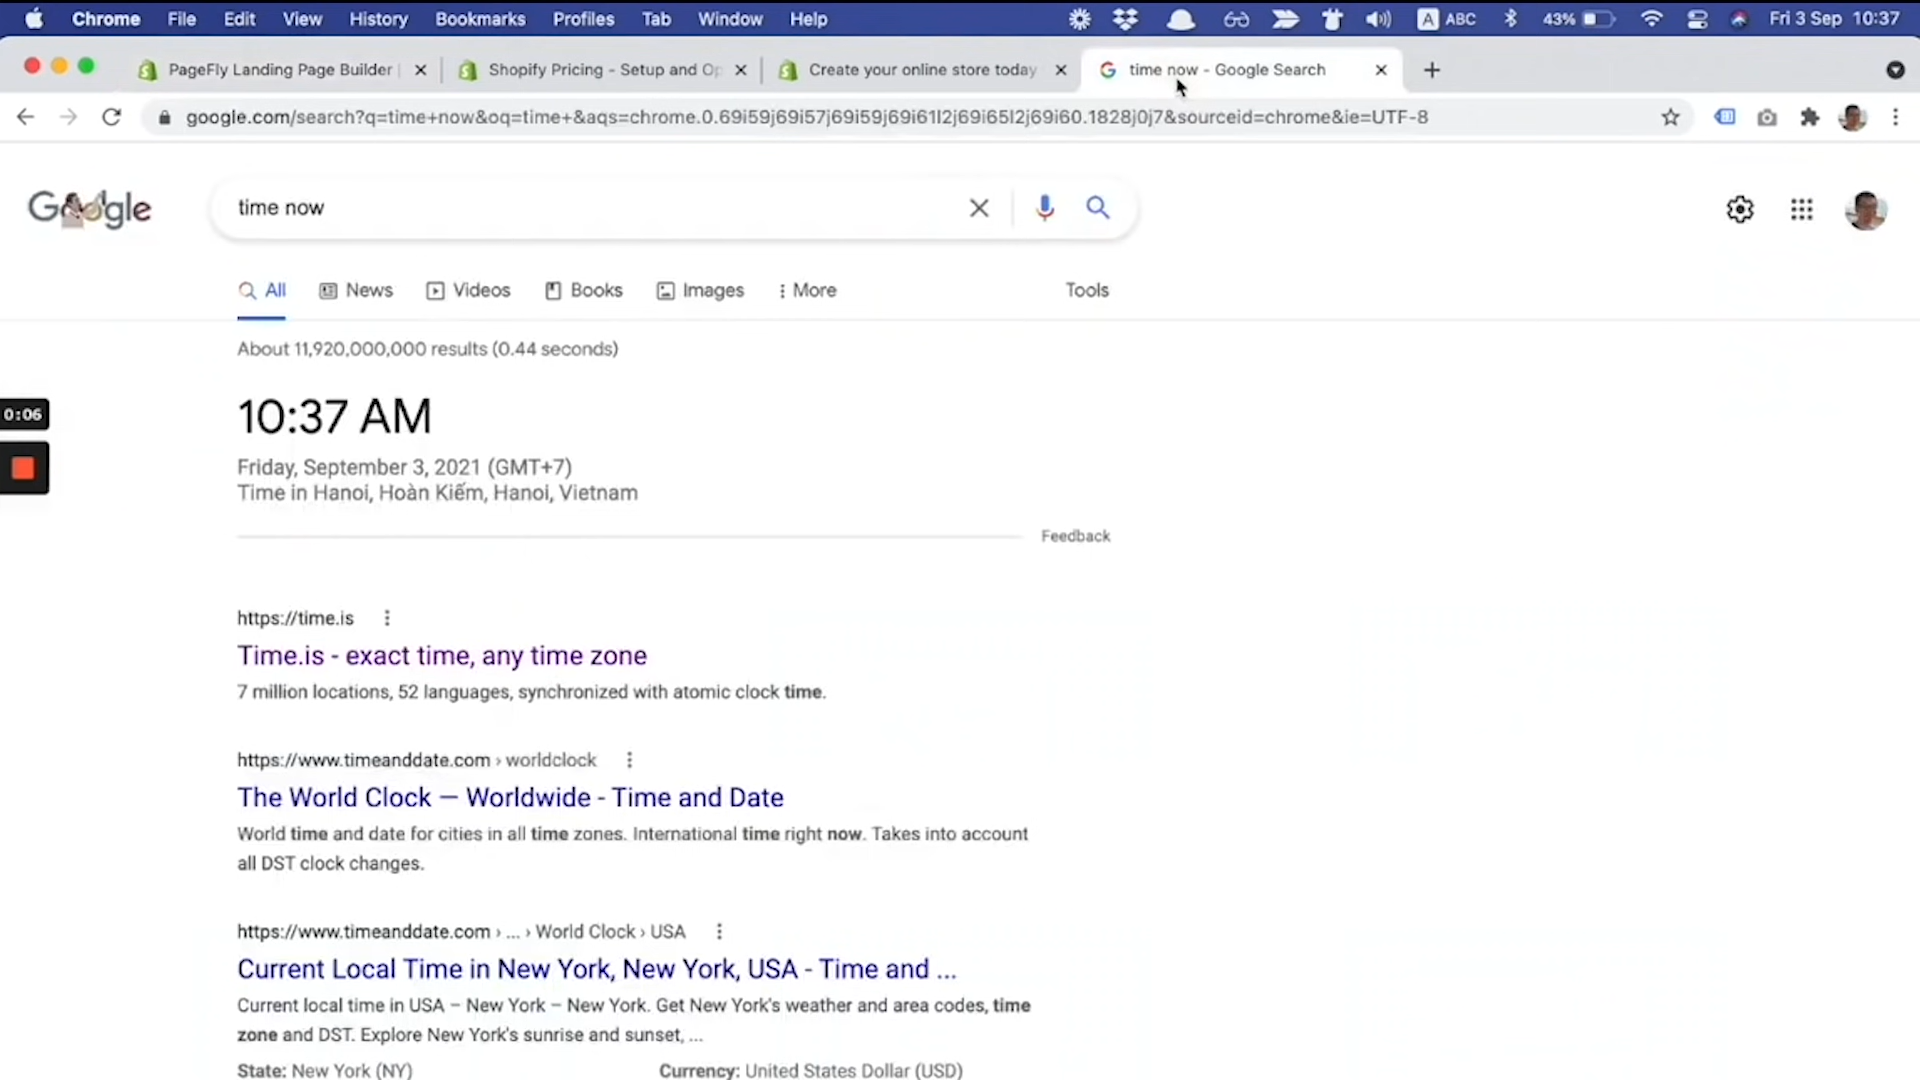 Chrome File Edit View History Bookmarks Profiles Tab Window Help A ABC 43% Fri 3 Sep 10:37
PageFly Landing Page Builder | Shopify Pricing - Setup and Op Create your online store today time now - Google Search
google.com/search?q=time+now&oq=time+&aqs=chrome.0.69i59j69i57j69i59j69i61l2j69i65l2j69i60.1828j0j7&sourceid=chrome&ie=UTF-8
Google time now
All News Videos Books Images More Tools
About 11,920,000,000 results (0.44 seconds)
10:37 AM
0:06
Friday, September 3, 2021 (GMT+7)
Time in Hanoi, Hoàn Kiếm, Hanoi, Vietnam
Feedback
https://time.is
Time.is - exact time, any time zone
7 million locations, 52 languages, synchronized with atomic clock time.
https://www.timeanddate.com › worldclock
The World Clock — Worldwide - Time and Date
World time and date for cities in all time zones. International time right now. Takes into account
all DST clock changes.
https://www.timeanddate.com › ... › World Clock › USA
Current Local Time in New York, New York, USA - Time and ...
Current local time in USA – New York – New York. Get New York's weather and area codes, time
zone and DST. Explore New York's sunrise and sunset, ...
State: New York (NY) Currency: United States Dollar (USD)